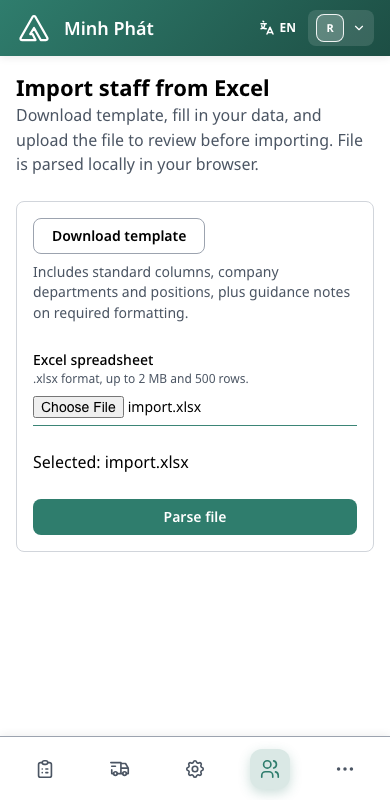 Minh Phát
EN
R
Import staff from Excel
Download template, fill in your data, and
upload the file to review before importing. File
is parsed locally in your browser.
Download template
Includes standard columns, company
departments and positions, plus guidance notes
on required formatting.
Excel spreadsheet
.xlsx format, up to 2 MB and 500 rows.
Choose File import.xlsx
Selected: import.xlsx
Parse file